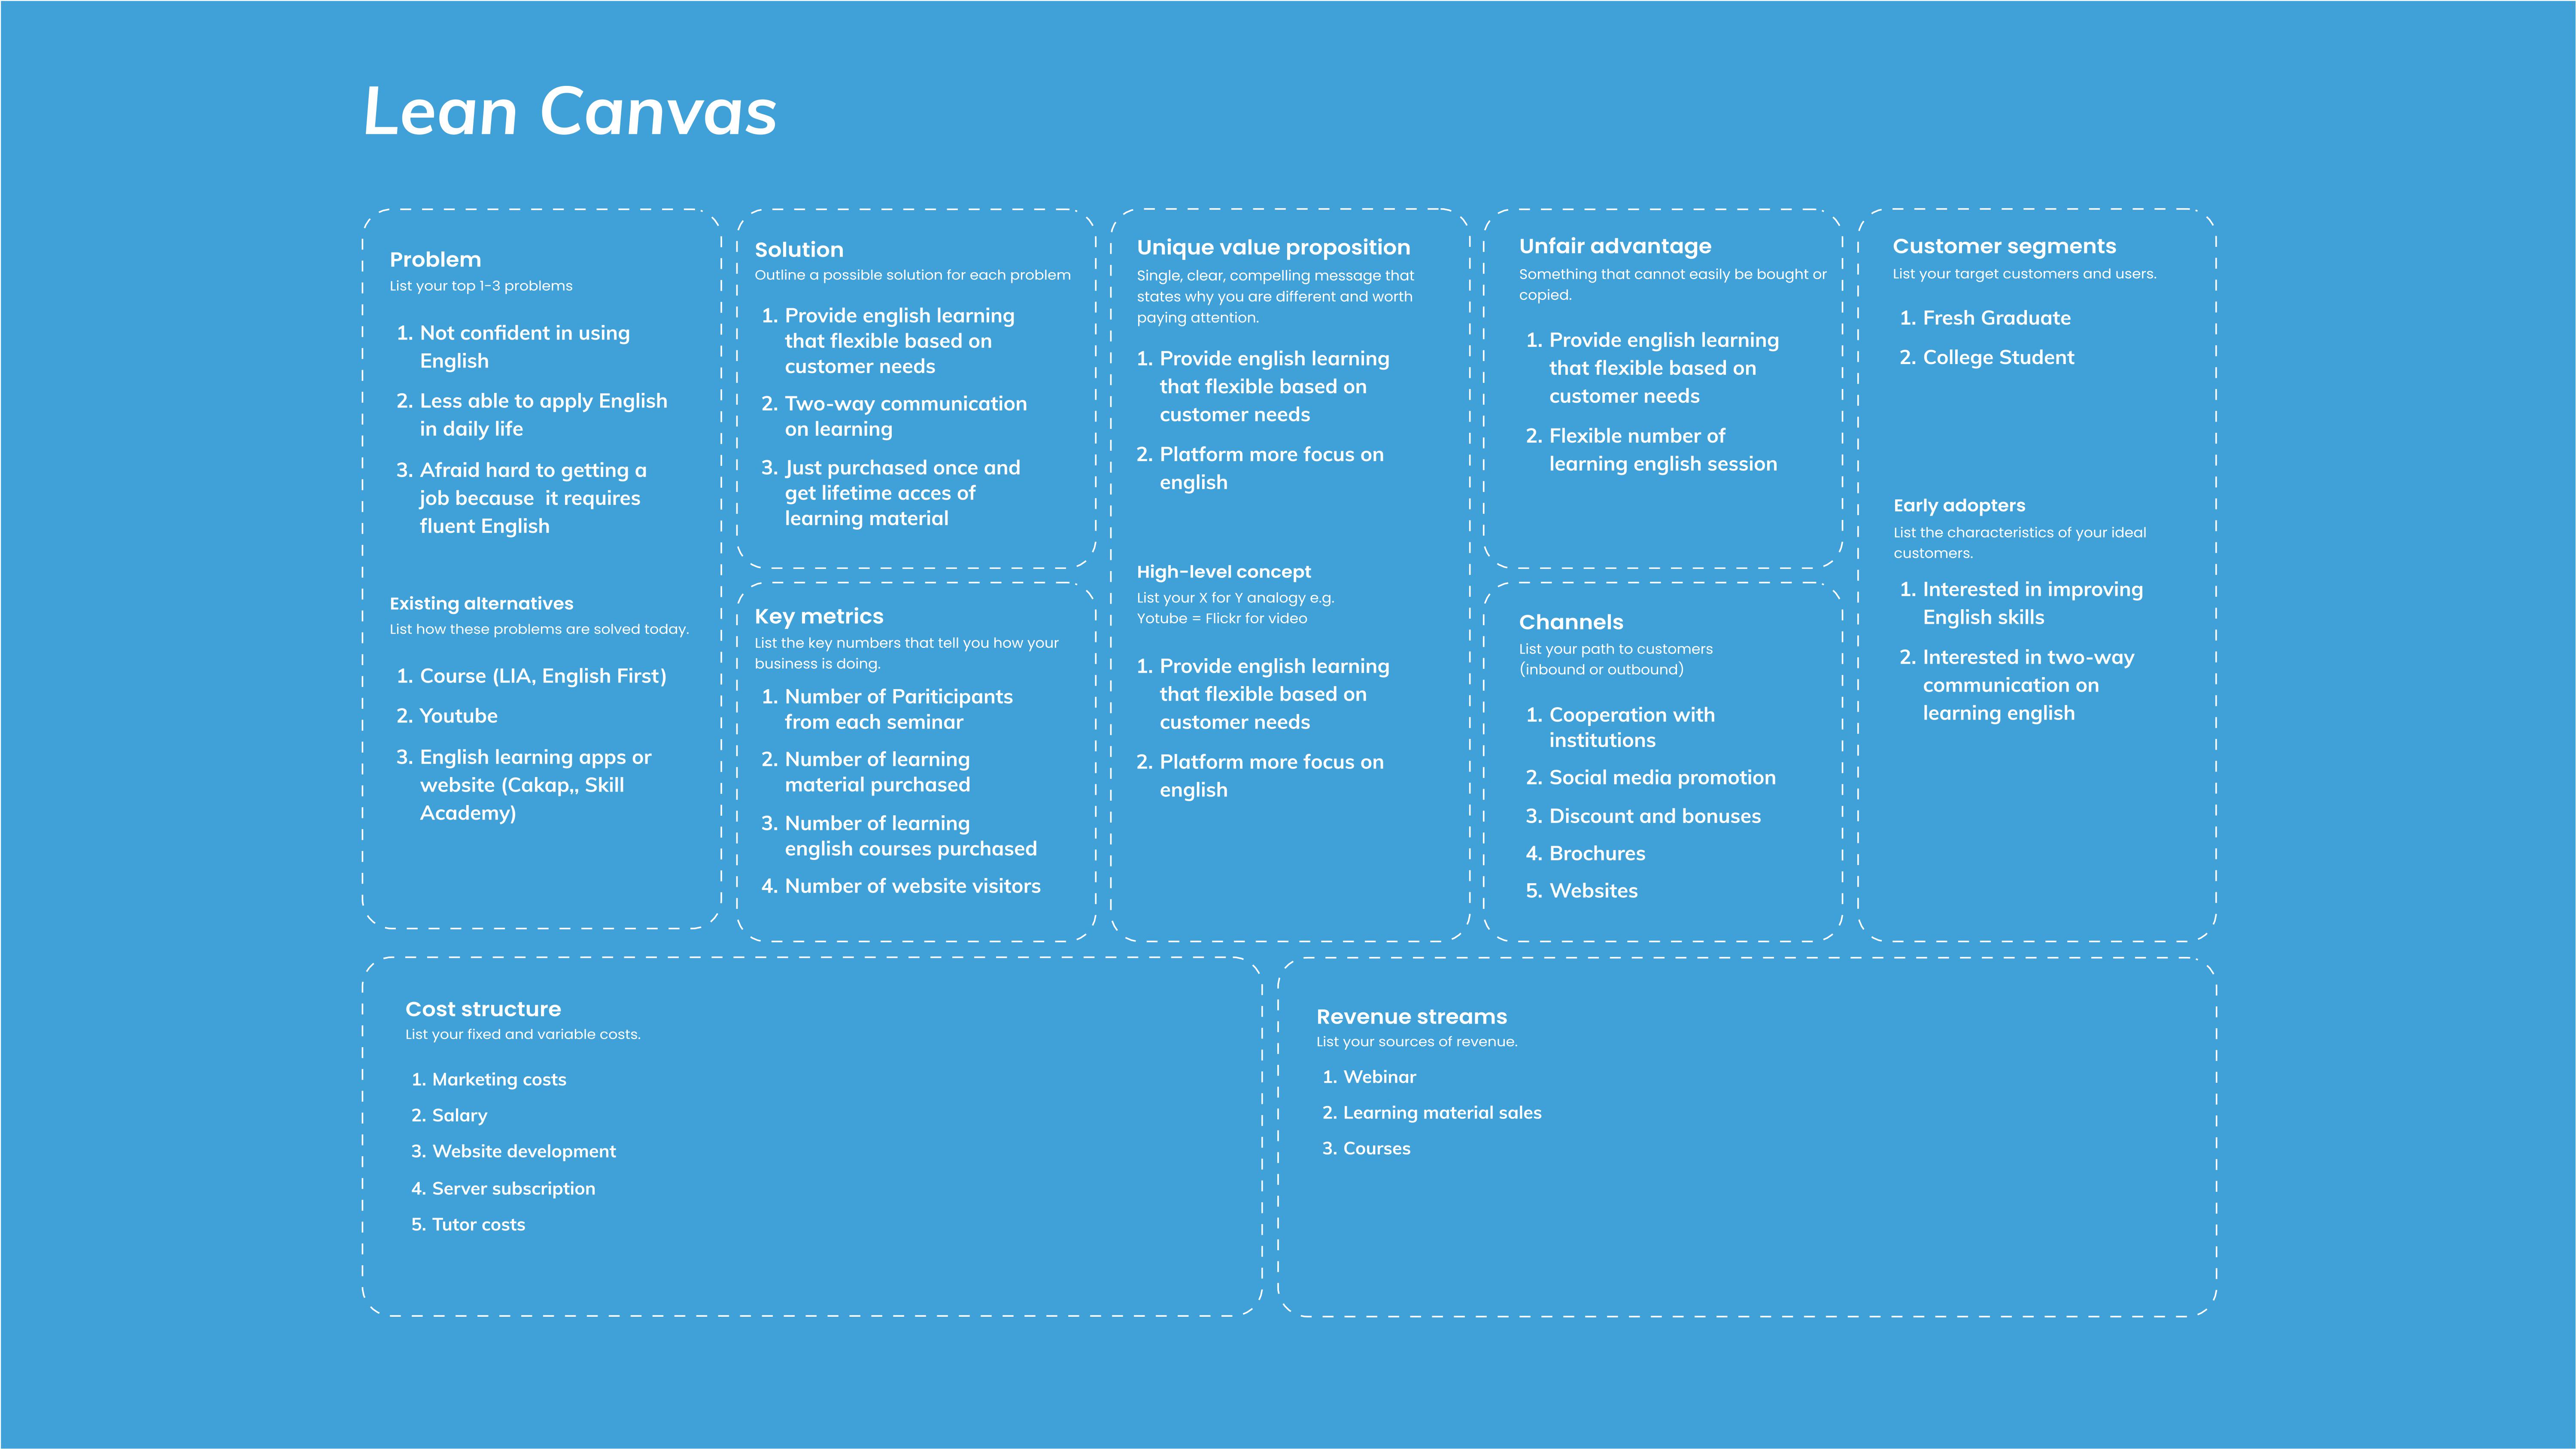 Lean Canvas
Problem
List your top 1-3 problems
1. Not confident in using
English
2. Less able to apply English
in daily life
3. Afraid hard to getting a
job because  it requires
fluent English
Existing alternatives
List how these problems are solved today.
1. Course (LIA, English First)
2. Youtube
3. English learning apps or
website (Cakap,, Skill
Academy)
Solution
Outline a possible solution for each problem
1. Provide english learning
that flexible based on
customer needs
2. Two-way communication
on learning
3. Just purchased once and
get lifetime acces of
learning material
Key metrics
List the key numbers that tell you how your
business is doing.
1. Number of Pariticipants
from each seminar
2. Number of learning
material purchased
3. Number of learning
english courses purchased
4. Number of website visitors
Unique value proposition
Single, clear, compelling message that
states why you are different and worth
paying attention.
1. Provide english learning
that flexible based on
customer needs
2. Platform more focus on
english
High-level concept
List your X for Y analogy e.g.
Yotube = Flickr for video
1. Provide english learning
that flexible based on
customer needs
2. Platform more focus on
english
Unfair advantage
Something that cannot easily be bought or
copied.
1. Provide english learning
that flexible based on
customer needs
2. Flexible number of
learning english session
Channels
List your path to customers
(inbound or outbound)
1. Cooperation with
institutions
2. Social media promotion
3. Discount and bonuses
4. Brochures
5. Websites
Customer segments
List your target customers and users.
1. Fresh Graduate
2. College Student
Early adopters
List the characteristics of your ideal
customers.
1. Interested in improving
English skills
2. Interested in two-way
communication on
learning english
Cost structure
List your fixed and variable costs.
1. Marketing costs
2. Salary
3. Website development
4. Server subscription
5. Tutor costs
Revenue streams
List your sources of revenue.
1. Webinar
2. Learning material sales
3. Courses